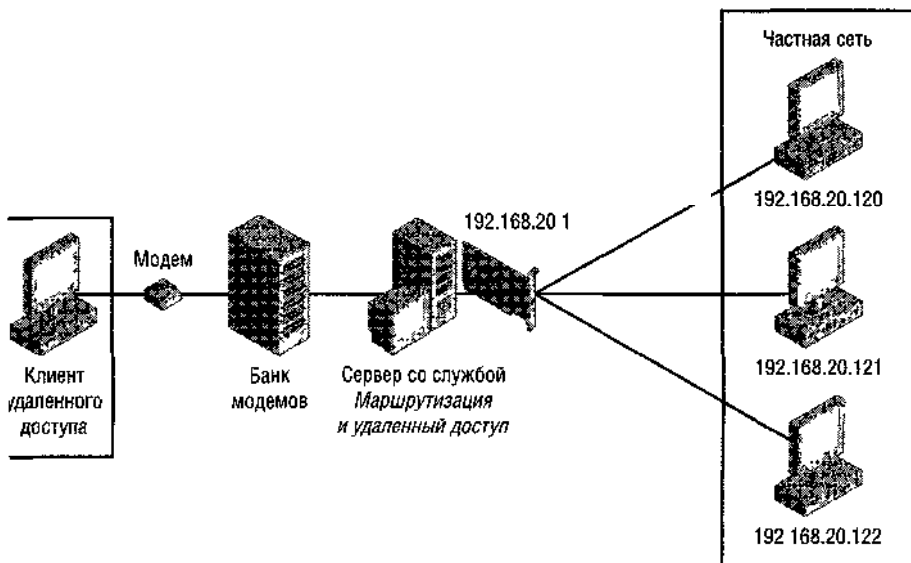 Частная сеть
192.168.20.120
192.168.20 1
Модем
Клиент
удаленного
доступа
Банк
модемов
Сервер со службой
Маршрутизация
и удаленный доступ
192.168.20.121
192 168.20.122